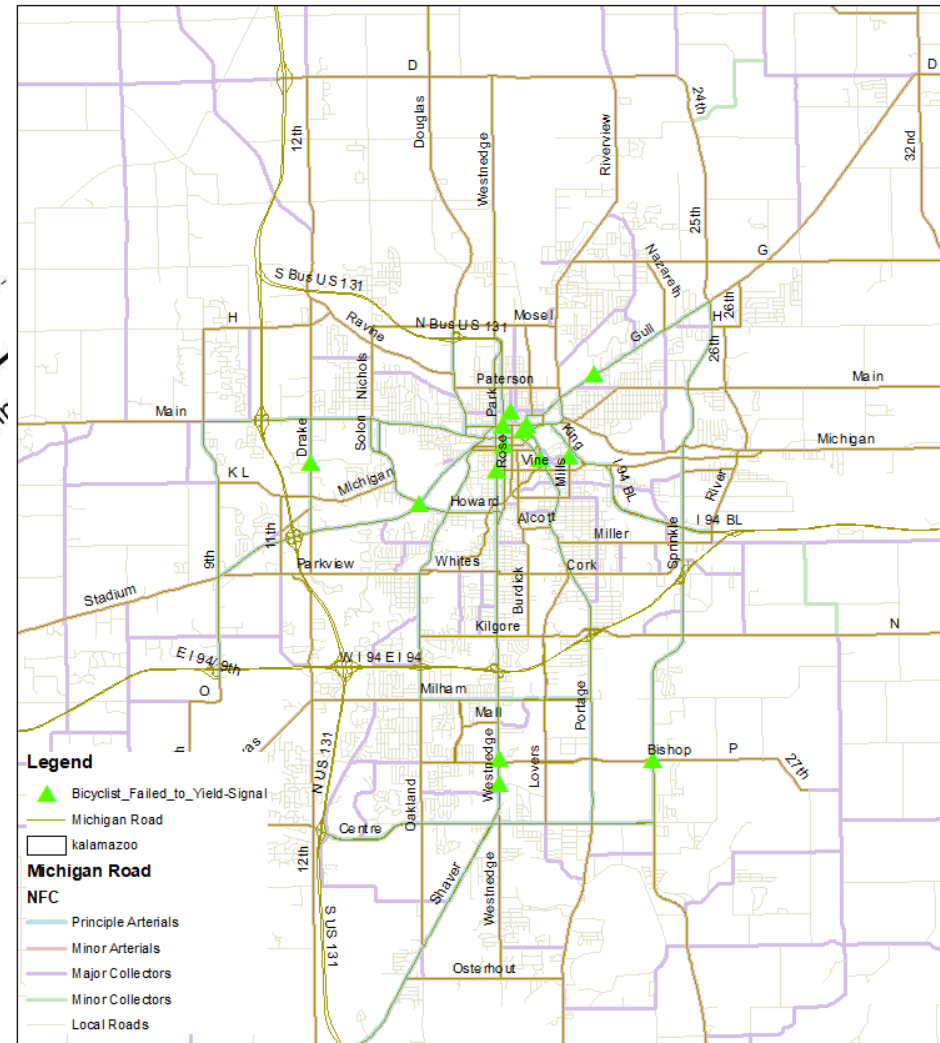 D
D
24th
Douglas
Westnedge
Riverview
12th
32nd
25th
G
Nazareth
S Bus US 131
26th
H
Ravine
N Bus US 131
Mosel
Gull
H
26th
Nichols
Paterson
Main
Park
Main
Solon
King
Michigan
Drake
Rose
Vine
Mills
K L
Michigan
I 94 BL
River
Howard
Alcott
I 94 BL
11th
Miller
Sprinkle
9th
Parkview
Whites
Cork
Stadium
Burdick
Kilgore
N
E I 94/ 9th
W I 94 E I 94
O
Milham
Portage
Mall
Westnedge
Lovers
Bishop
P
27th
N US 131
Oakland
Centre
12th
Shaver
Westnedge
S US 131
Osterhout
Legend
Bicyclist_Failed_to_Yield-Signal
Michigan Road
kalamazoo
Michigan Road
NFC
Principle Arterials
Minor Arterials
Major Collectors
Minor Collectors
Local Roads